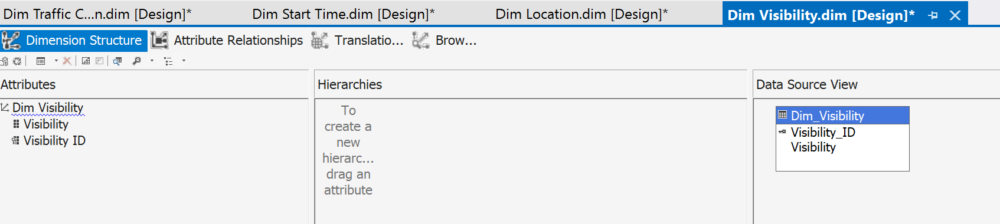 Dim Traffic C...n.dim [Design]* Dim Start Time.dim [Design]* Dim Location.dim [Design]* Dim Visibility.dim [Design]*
Dimension Structure Attribute Relationships Translatio... Brow...
Attributes
Dim Visibility
Visibility
Visibility ID
Hierarchies
To
create a
new
hierarc...
drag an
attribute
Data Source View
Dim_Visibility
Visibility_ID
Visibility